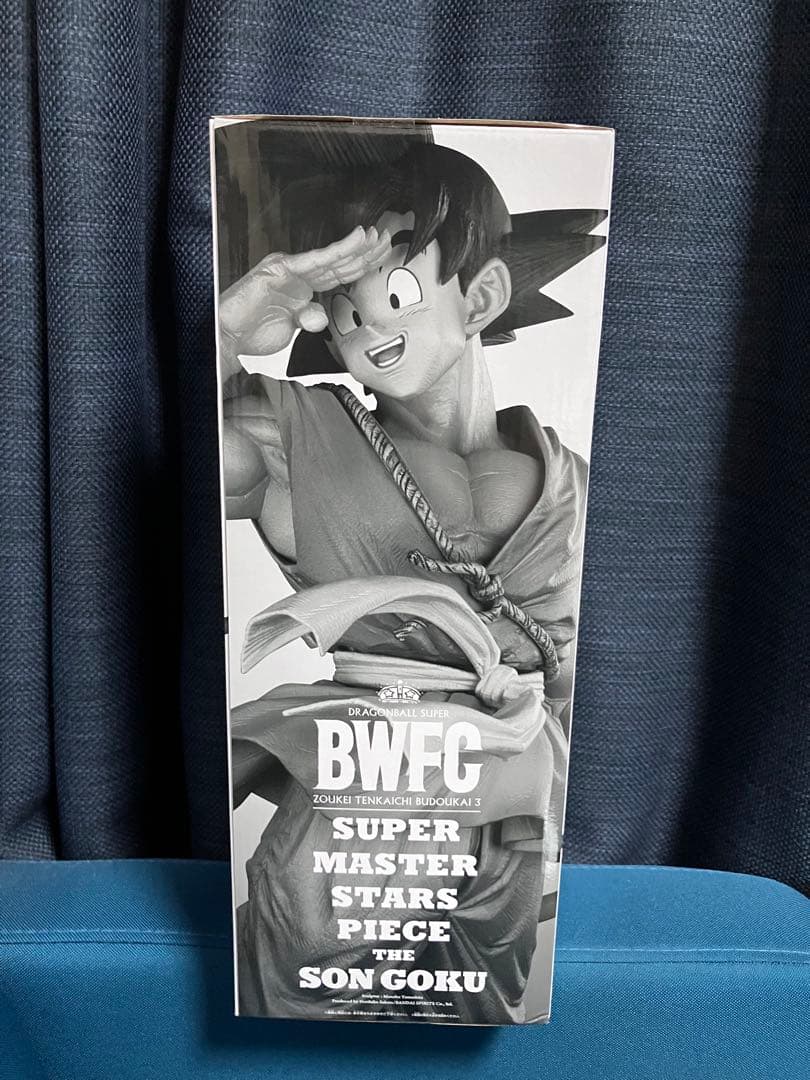 DRAGONBALL SUPER
BWFC
ZOUKEI TENKAICHI BUDOUKAI 3
SUPER
MASTER
STARS
PIECE
THE
SON GOKU